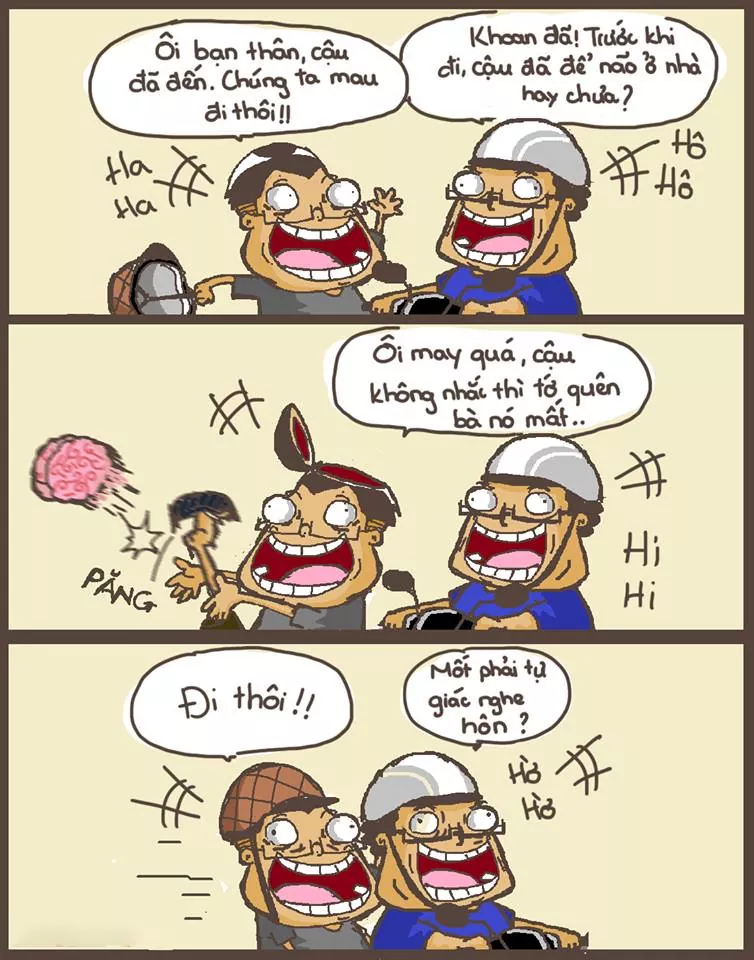 Ôi bạn thân, cậu
đã đến. Chúng ta mau
đi thôi!!
Khoan đã! Trước khi
đi, cậu đã để não ở nhà
hay chưa?
Ha
Ha
Hô
Hô
Ôi may quá, cậu
không nhắc thì tớ quên
bà nó mất..
PĂNG
Hi
Hi
Đi thôi!!
Mốt phải tự
giác nghe
hôn?
Hờ
Hờ